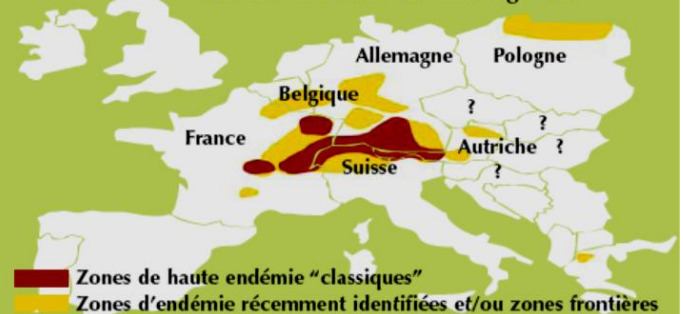 Allemagne
Pologne
Belgique
?
?
France
Autriche ?
Suisse
?
Zones de haute endémie “classiques”
Zones d’endémie récemment identifiées et/ou zones frontières